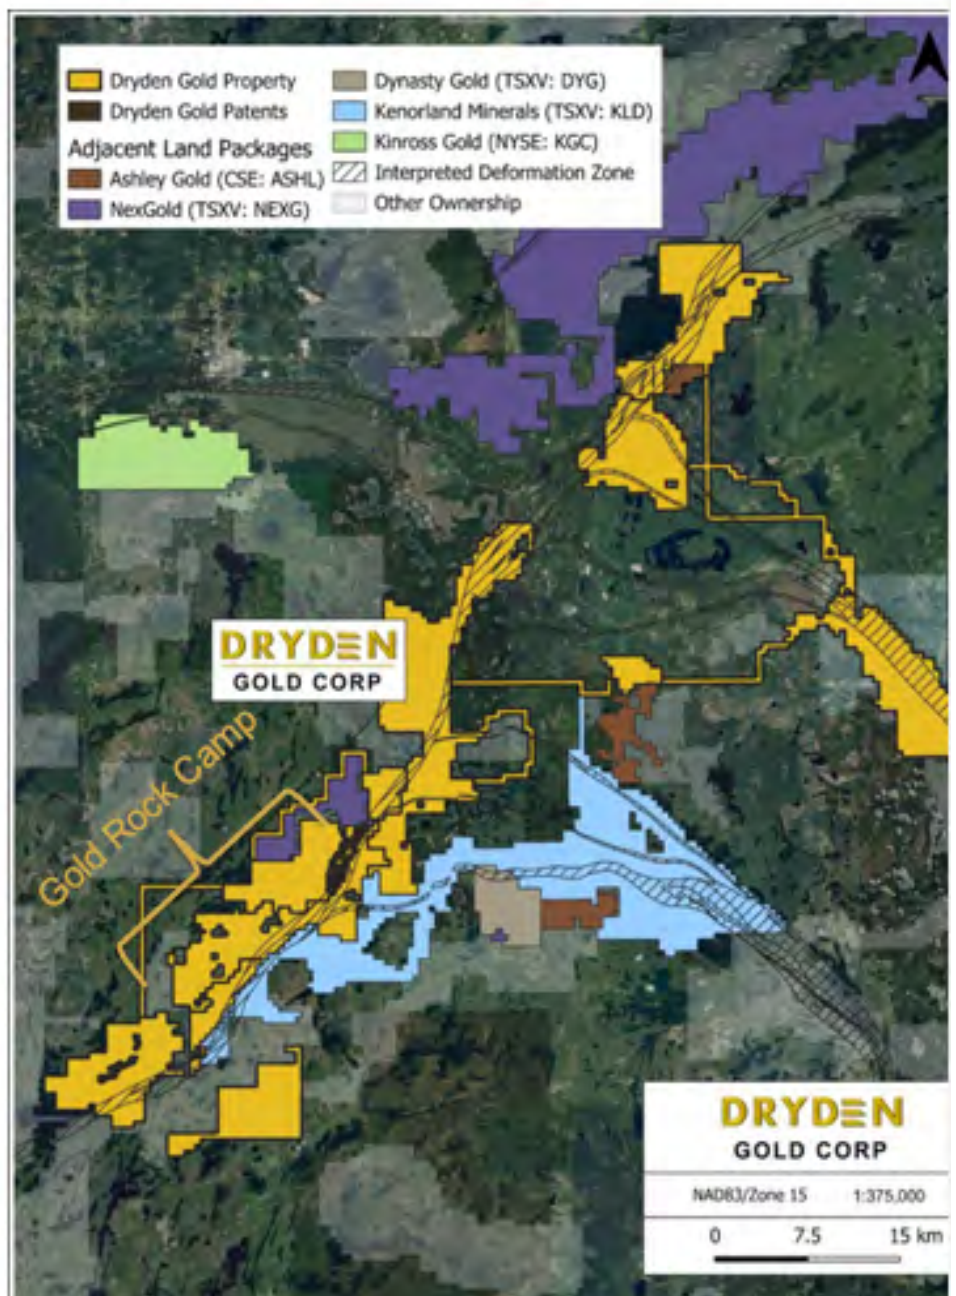 Dryden Gold Property
Dryden Gold Patents
Adjacent Land Packages
Ashley Gold (CSE: ASHL)
NexGold (TSXV: NEXG)
Dynasty Gold (TSXV: DYG)
Kenorland Minerals (TSXV: KLD)
Kinross Gold (NYSE: KGC)
Interpreted Deformation Zone
Other Ownership
DRYDEN
GOLD CORP
Gold Rock Camp
DRYDEN
GOLD CORP
NAD83/Zone 15 1:375,000
0 7.5 15 km